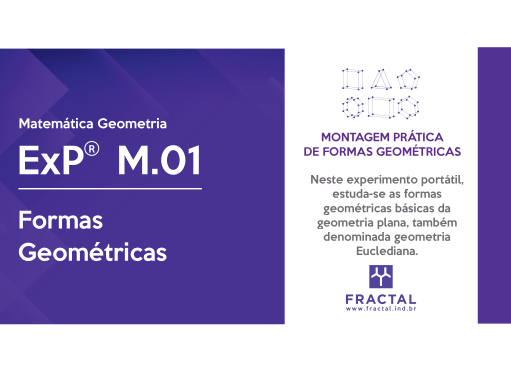 Matemática Geometria
ExP® M.01
Formas
Geométricas
MONTAGEM PRÁTICA
DE FORMAS GEOMÉTRICAS
Neste experimento portátil,
estuda-se as formas
geométricas básicas da
geometria plana, também
denominada geometria
Euclediana.
FRACTAL
www.fractal.ind.br